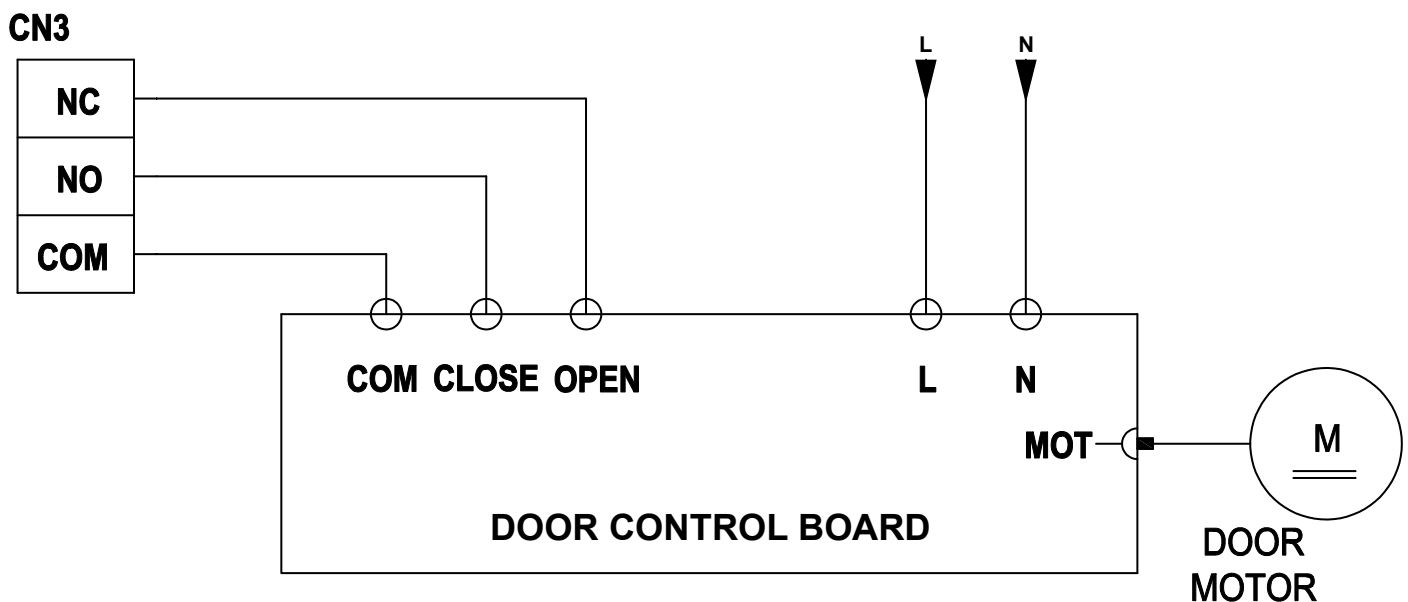 CN3
L N
NC
NO
COM
COM CLOSE OPEN L N
MOT
M
DOOR CONTROL BOARD
DOOR
MOTOR